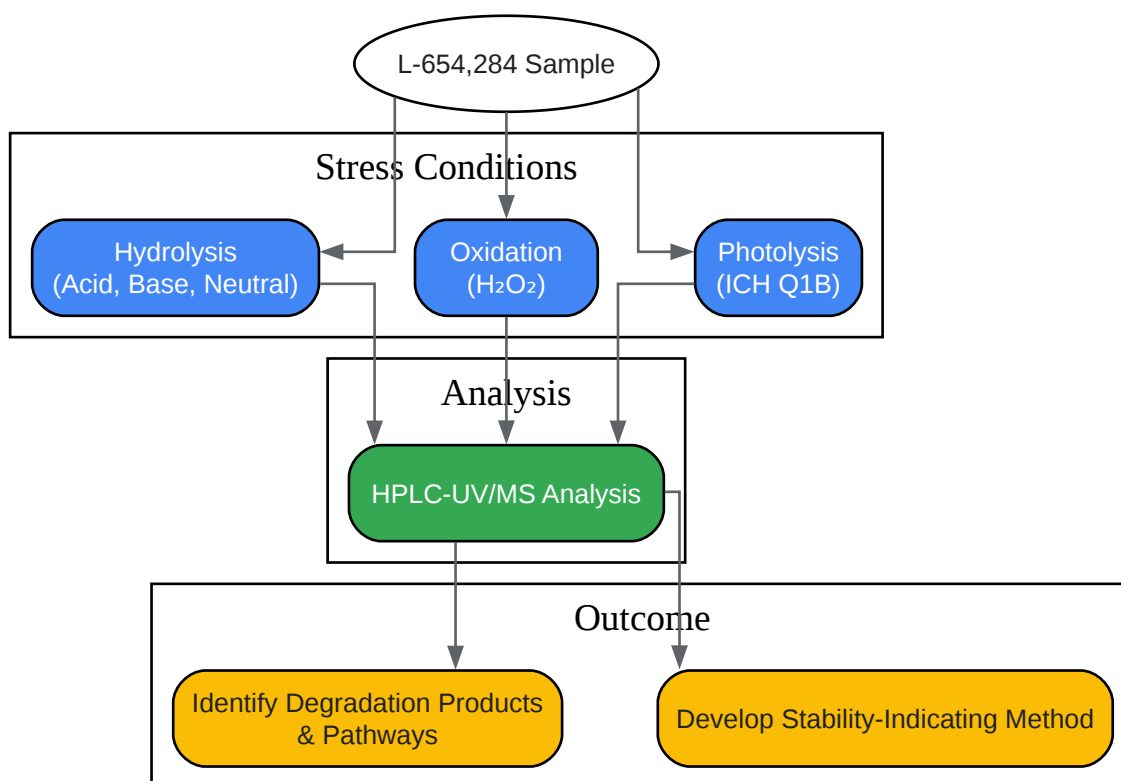 L-654,284 Sample
Stress Conditions
Hydrolysis
(Acid, Base, Neutral)
Oxidation
(H₂O₂)
Photolysis
(ICH Q1B)
Analysis
HPLC-UV/MS Analysis
Outcome
Identify Degradation Products
& Pathways
Develop Stability-Indicating Method